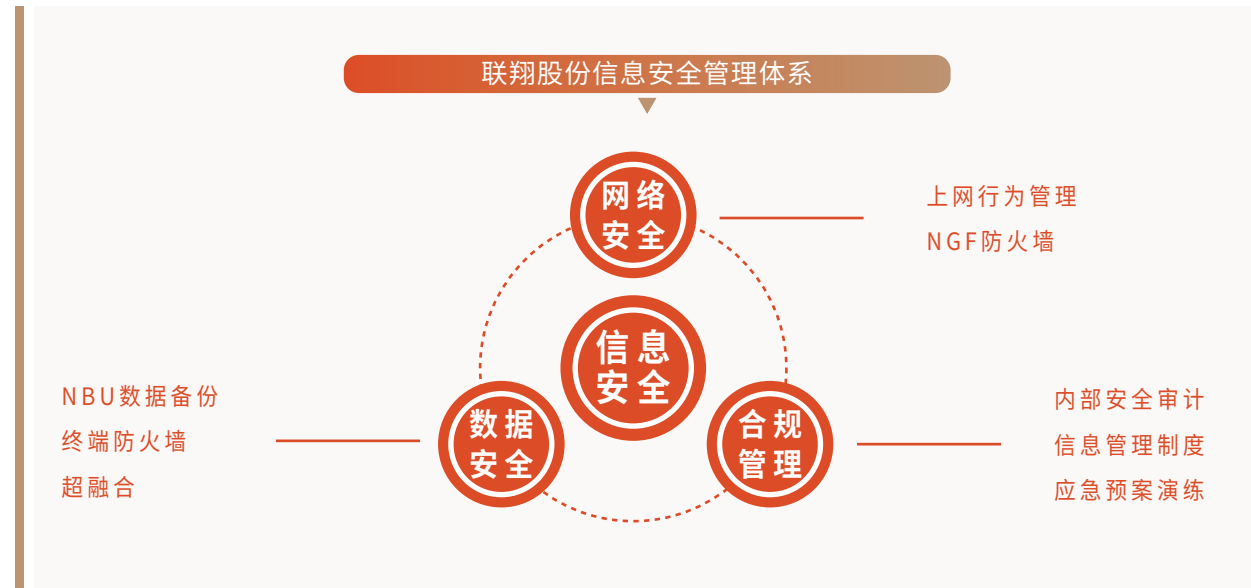 联翔股份信息安全管理体系
网络
安全
上网行为管理
NGF防火墙
信息
安全
NBU数据备份
终端防火墙
超融合
数据
安全
合规
管理
内部安全审计
信息管理制度
应急预案演练